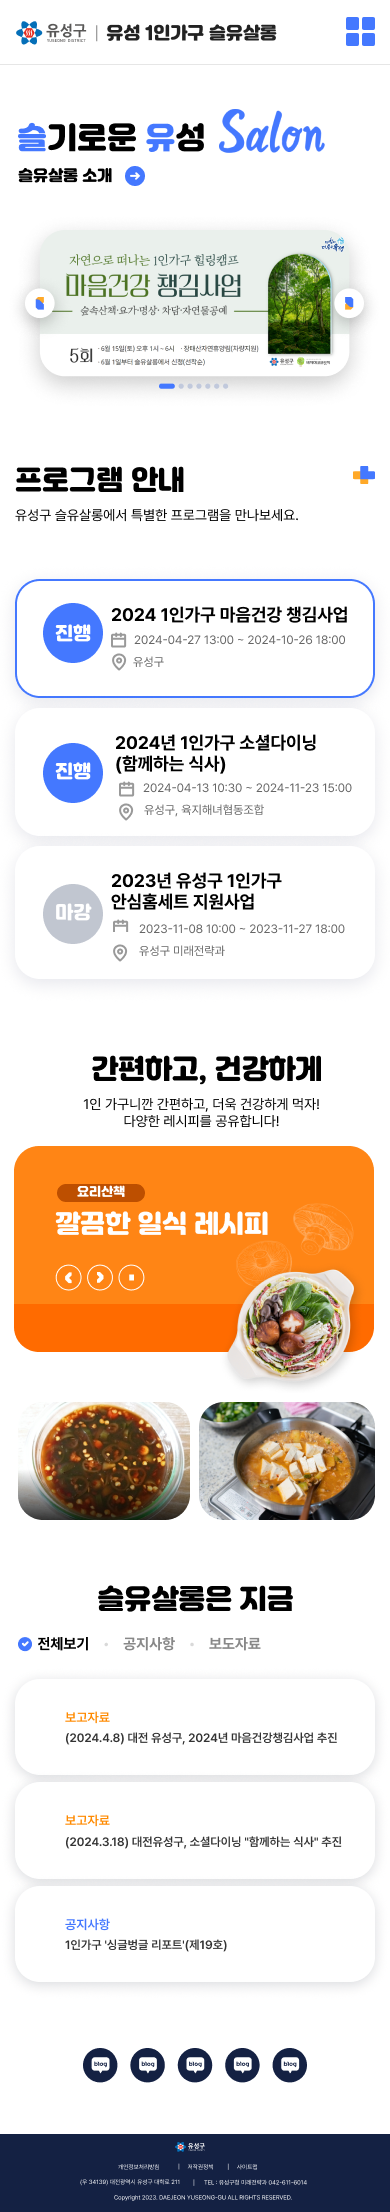 유성구
YUSEONG DISTRICT
유성 1인가구 슬유살롱
슬기로운 유성 Salon
슬유살롱 소개
자연으로 떠나는 1인가구 힐링캠프
마음건강 챙김사업
숲속산책·요가·명상·차담·자연물공예
5회
· 6월 15일(토) 오후 1시 ~ 6시 · 장태산자연휴양림(차량지원)
· 6월 1일부터 슬유살롱에서 신청(선착순)
유성구
프로그램 안내
유성구 슬유살롱에서 특별한 프로그램을 만나보세요.
진행
2024 1인가구 마음건강 챙김사업
2024-04-27 13:00 ~ 2024-10-26 18:00
유성구
진행
2024년 1인가구 소셜다이닝
(함께하는 식사)
2024-04-13 10:30 ~ 2024-11-23 15:00
유성구, 육지해녀협동조합
마감
2023년 유성구 1인가구
안심홈세트 지원사업
2023-11-08 10:00 ~ 2023-11-27 18:00
유성구 미래전략과
간편하고, 건강하게
1인 가구니깐 간편하고, 더욱 건강하게 먹자!
다양한 레시피를 공유합니다!
요리산책
깔끔한 일식 레시피
슬유살롱은 지금
전체보기 · 공지사항 · 보도자료
보고자료
(2024.4.8) 대전 유성구, 2024년 마음건강챙김사업 추진
보고자료
(2024.3.18) 대전유성구, 소셜다이닝 "함께하는 식사" 추진
공지사항
1인가구 '싱글벙글 리포트'(제19호)
blog blog blog blog blog
유성구
개인정보처리방침 | 저작권정책 | 사이트맵
(우 34139) 대전광역시 유성구 대학로 211 | TEL : 유성구청 미래전략과 042-611-6014
Copyright 2023. DAEJEON YUSEONG-GU ALL RIGHTS RESERVED.